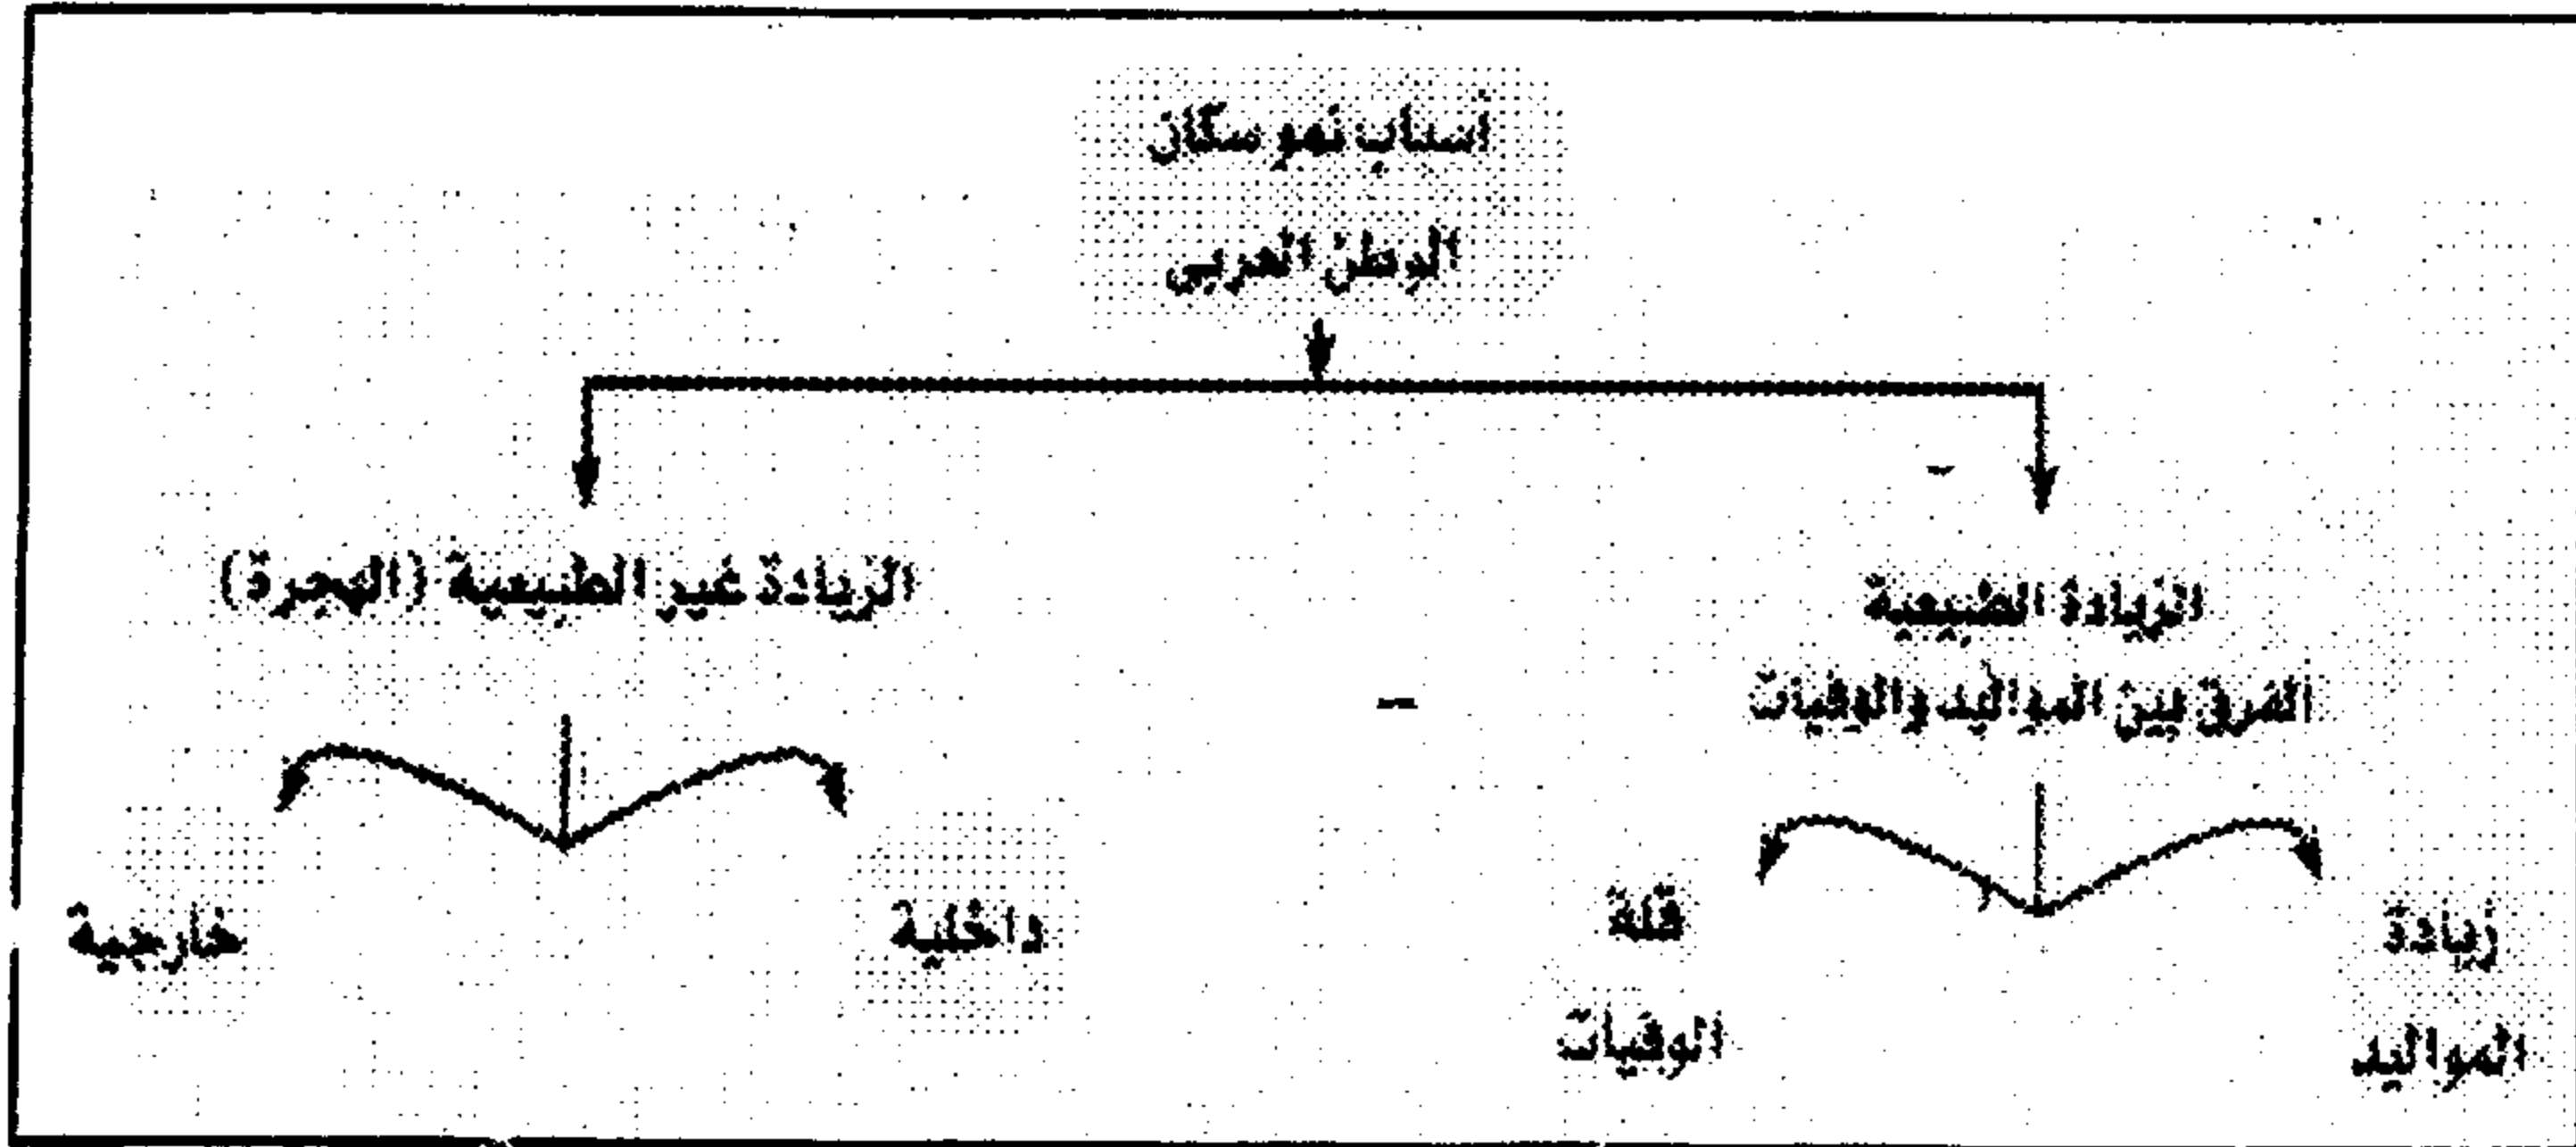 أسباب نمو سكان
الوطن العربي
الزيادة الطبيعية
الفرق بين المواليد والوفيات
زيادة
المواليد
قلة
الوفيات
الزيادة غير الطبيعية (الهجرة)
داخلية
خارجية